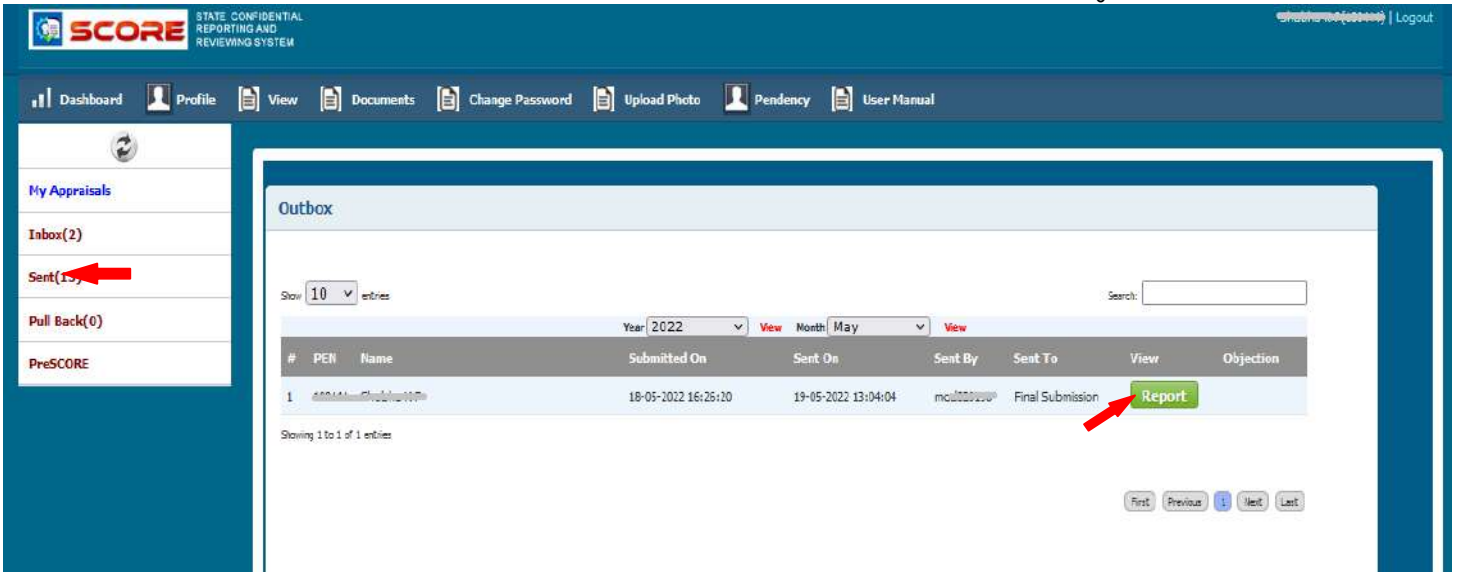 SCORE
STATE CONFIDENTIAL
REPORTING AND
REVIEWING SYSTEM
| Logout
Dashboard Profile View Documents Change Password Upload Photo Pendency User Manual
My Appraisals
Inbox(2)
Pull Back(0)
PreSCORE
Outbox
Show 10 entries Search:
Year 2022 View Month May View
# PEN Name Submitted On Sent On Sent By Sent To View Objection
1 18-05-2022 16:26:20 19-05-2022 13:04:04 Final Submission Report
Showing 1 to 1 of 1 entries
First Previous 1 Next Last